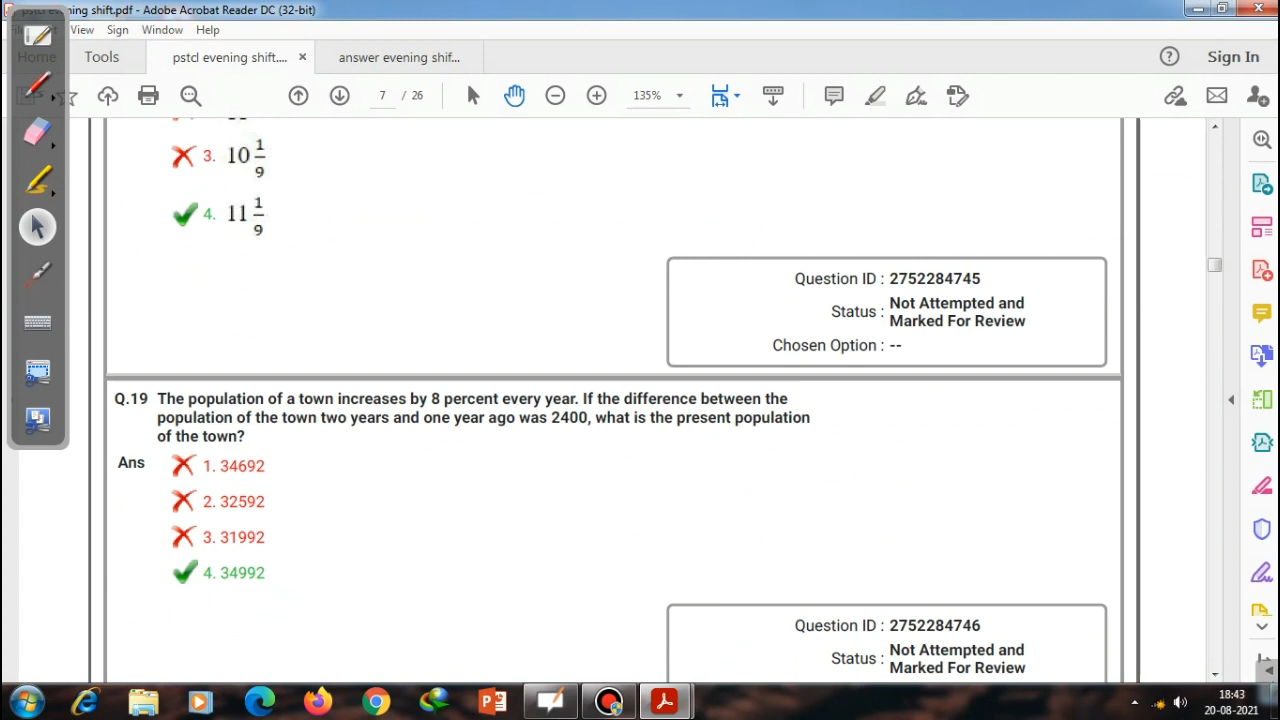 pstcl evening shift.pdf - Adobe Acrobat Reader DC (32-bit)
View Sign Window Help
Home Tools pstcl evening shift.... × answer evening shif... Sign In
7 / 26 135%
3. 10 1/9
4. 11 1/9
Question ID : 2752284745
Status : Not Attempted and
Marked For Review
Chosen Option : --
Q.19 The population of a town increases by 8 percent every year. If the difference between the
population of the town two years and one year ago was 2400, what is the present population
of the town?
Ans 1. 34692
2. 32592
3. 31992
4. 34992
Question ID : 2752284746
Status : Not Attempted and
Marked For Review
18:43
20-08-2021